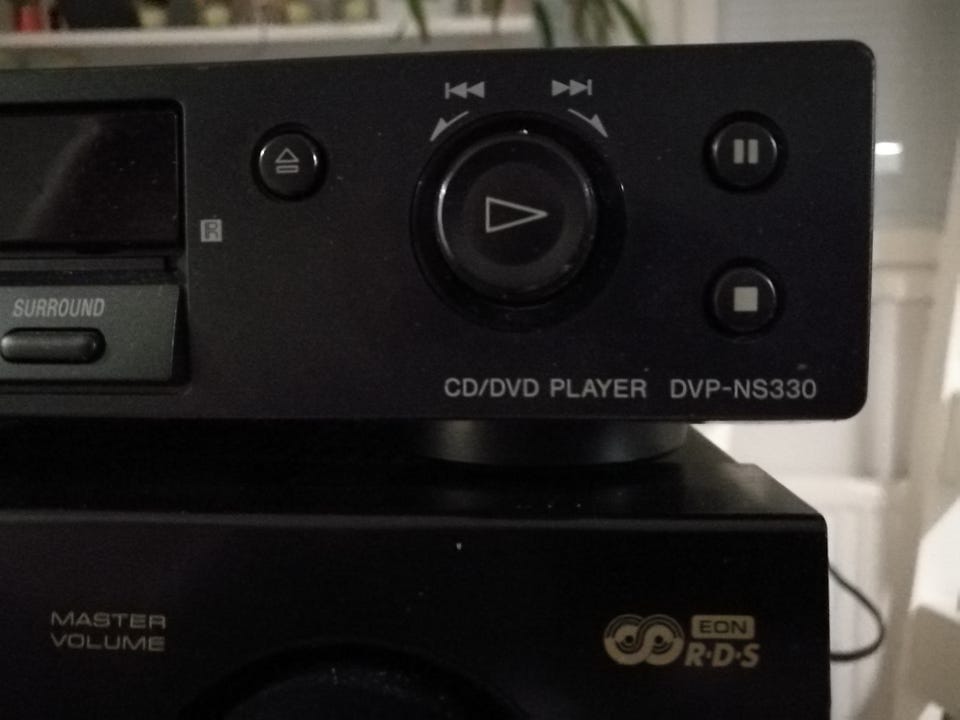 R
SURROUND
CD/DVD PLAYER DVP-NS330
MASTER
VOLUME
EON
R·D·S